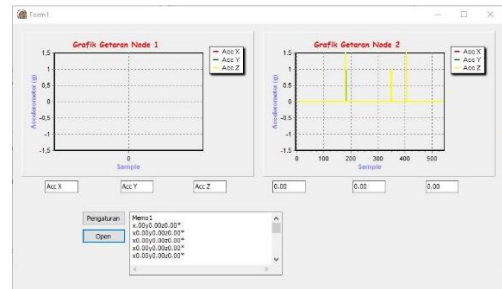 Form1
Grafik Getaran Node 1
Acc X
Acc Y
Acc Z
Accelerometer (g)
1,5
1
0,5
0
-0,5
-1
-1,5
0
Sample
Grafik Getaran Node 2
Acc X
Acc Y
Acc Z
Accelerometer (g)
1,5
1
0,5
0
-0,5
-1
-1,5
0 100 200 300 400 500
Sample
Acc X Acc Y Acc Z
0.00 0.00 0.00
Pengaturan
Open
Memo1
x.00y0.00z0.00*
x0.00y0.00z0.00*
x0.00y0.00z0.00*
x0.00y0.00z0.00*
x0.00y0.00z0.00*